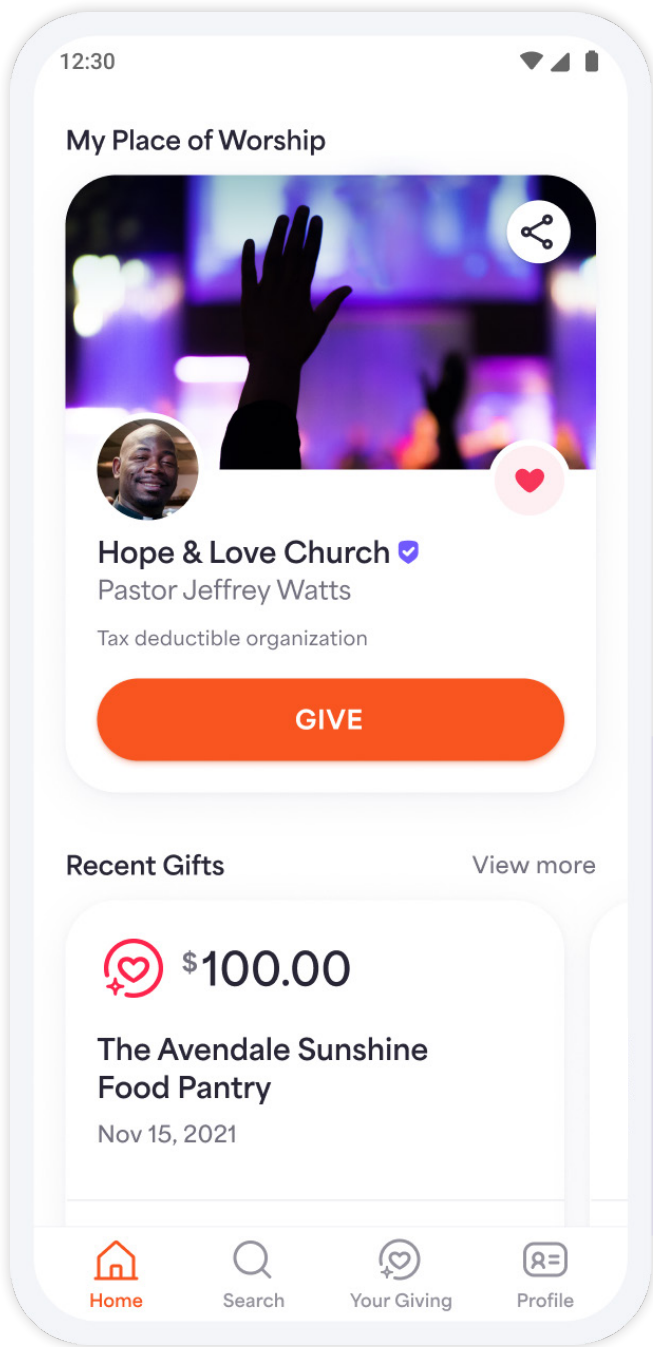 12:30
My Place of Worship
Hope & Love Church
Pastor Jeffrey Watts
Tax deductible organization
GIVE
Recent Gifts
View more
$100.00
The Avendale Sunshine
Food Pantry
Nov 15, 2021
Home
Search
Your Giving
Profile